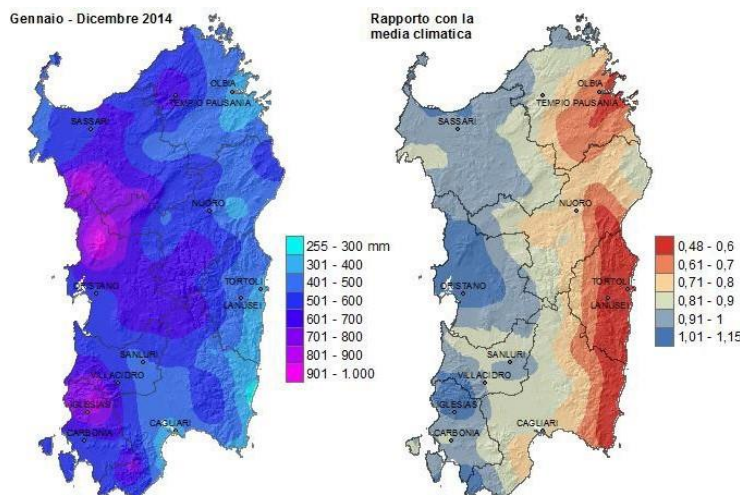 Gennaio - Dicembre 2014
OLBIA
TEMPIO PAUSANIA
SASSARI
NUORO
ORISTANO
TORTOLI
LANUSEI
SANLURI
VILLACIDRO
IGLESIAS
CARBONIA
CAGLIARI
255 - 300 mm
301 - 400
401 - 500
501 - 600
601 - 700
701 - 800
801 - 900
901 - 1.000
Rapporto con la
media climatica
OLBIA
TEMPIO PAUSANIA
SASSARI
NUORO
ORISTANO
TORTOLI
LANUSEI
SANLURI
VILLACIDRO
IGLESIAS
CARBONIA
CAGLIARI
0,48 - 0,6
0,61 - 0,7
0,71 - 0,8
0,81 - 0,9
0,91 - 1
1,01 - 1,15